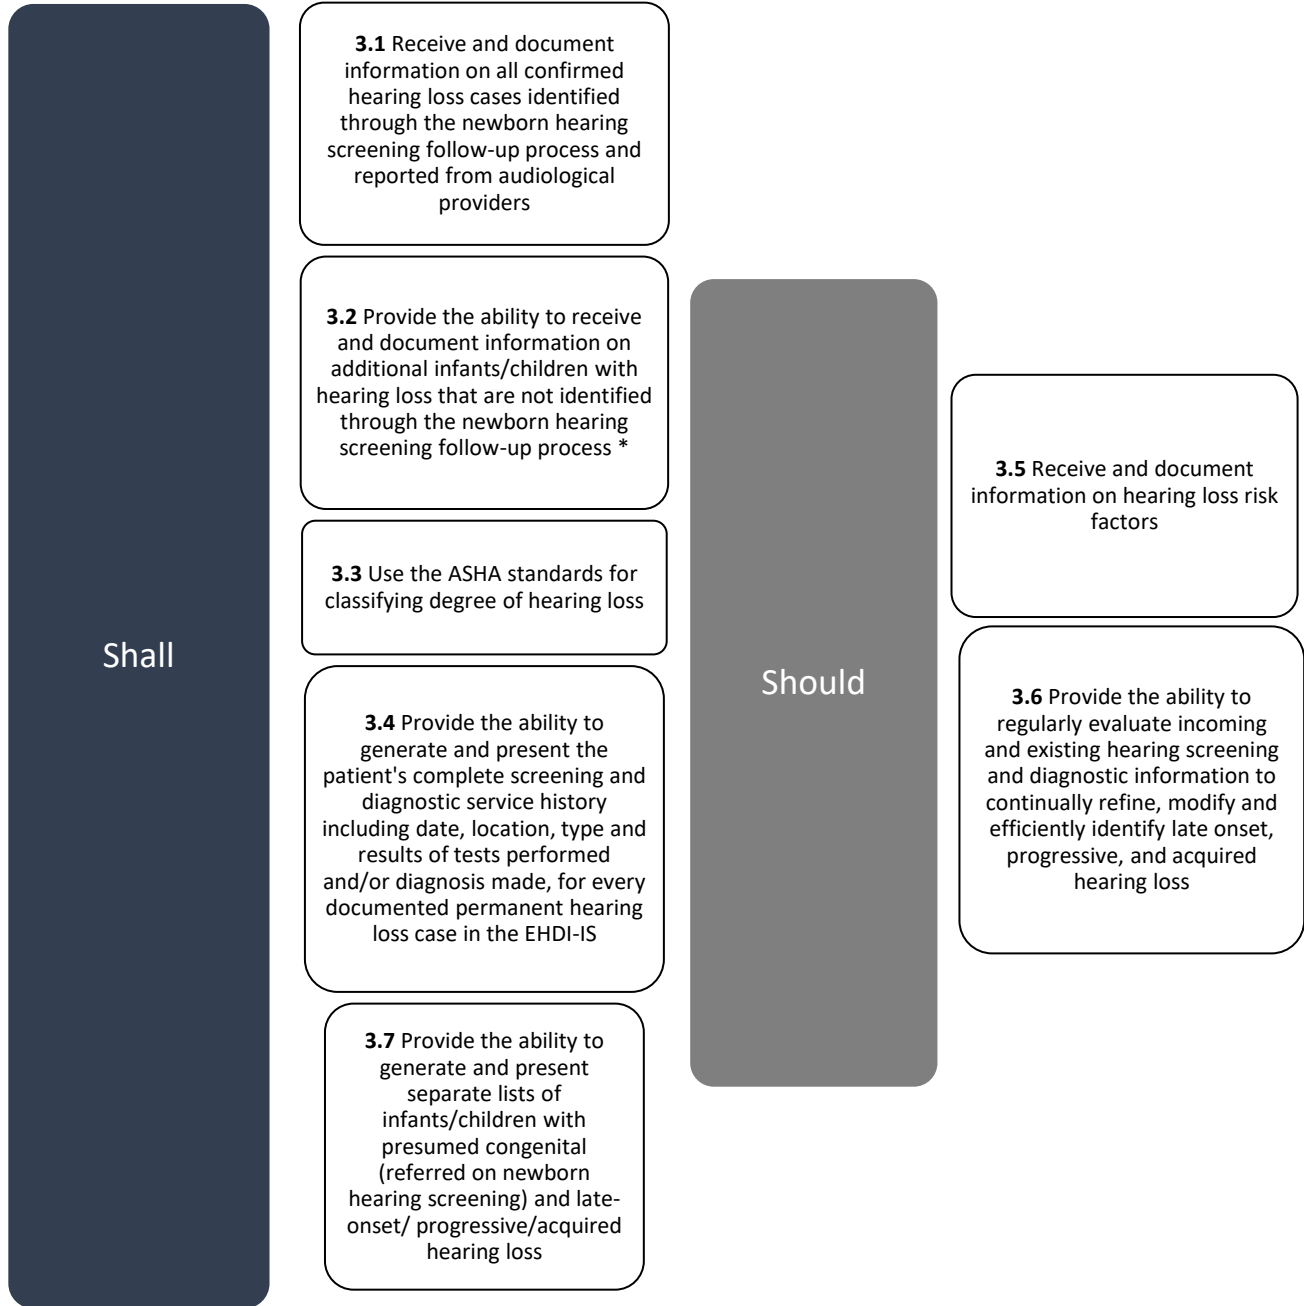 Shall
3.1 Receive and document
information on all confirmed
hearing loss cases identified
through the newborn hearing
screening follow-up process and
reported from audiological
providers
3.2 Provide the ability to receive
and document information on
additional infants/children with
hearing loss that are not identified
through the newborn hearing
screening follow-up process *
3.3 Use the ASHA standards for
classifying degree of hearing loss
3.4 Provide the ability to
generate and present the
patient's complete screening and
diagnostic service history
including date, location, type and
results of tests performed
and/or diagnosis made, for every
documented permanent hearing
loss case in the EHDI-IS
3.7 Provide the ability to
generate and present
separate lists of
infants/children with
presumed congenital
(referred on newborn
hearing screening) and late-
onset/ progressive/acquired
hearing loss
Should
3.5 Receive and document
information on hearing loss risk
factors
3.6 Provide the ability to
regularly evaluate incoming
and existing hearing screening
and diagnostic information to
continually refine, modify and
efficiently identify late onset,
progressive, and acquired
hearing loss